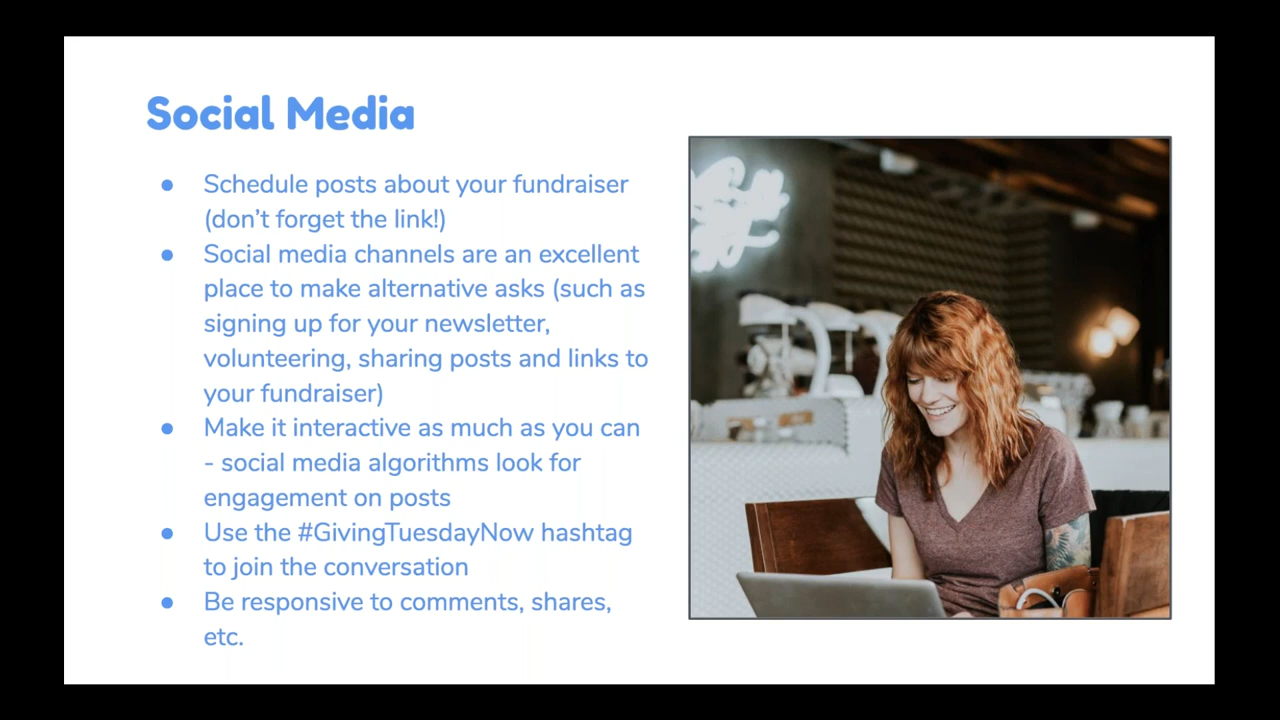 Social Media
● Schedule posts about your fundraiser
(don't forget the link!)
● Social media channels are an excellent
place to make alternative asks (such as
signing up for your newsletter,
volunteering, sharing posts and links to
your fundraiser)
● Make it interactive as much as you can
- social media algorithms look for
engagement on posts
● Use the #GivingTuesdayNow hashtag
to join the conversation
● Be responsive to comments, shares,
etc.